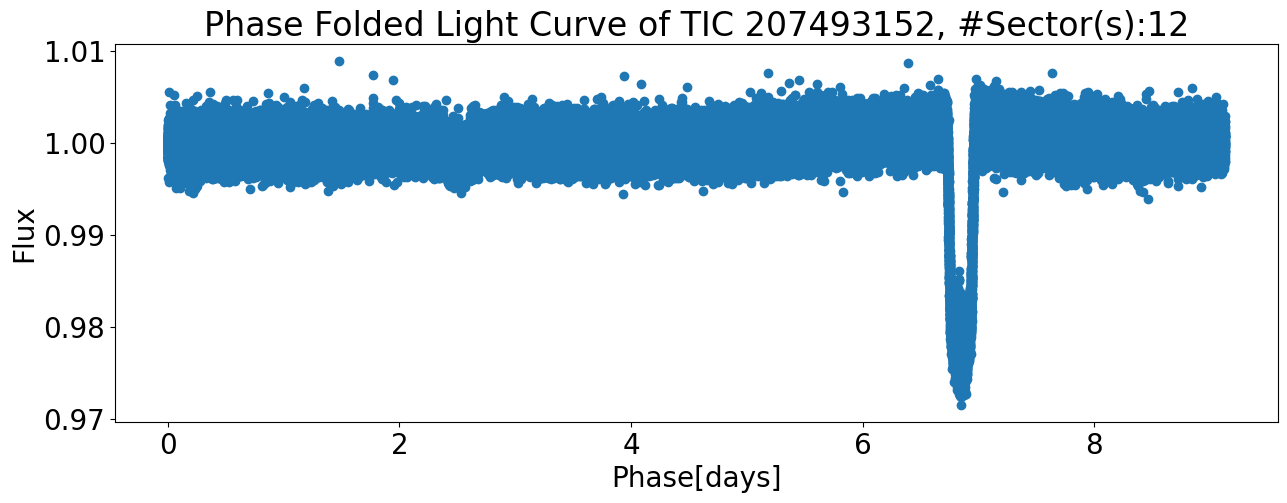 Phase Folded Light Curve of TIC 207493152, #Sector(s):12
1.01
1.00
0.99
0.98
0.97
Flux
0 2 4 6 8
Phase[days]